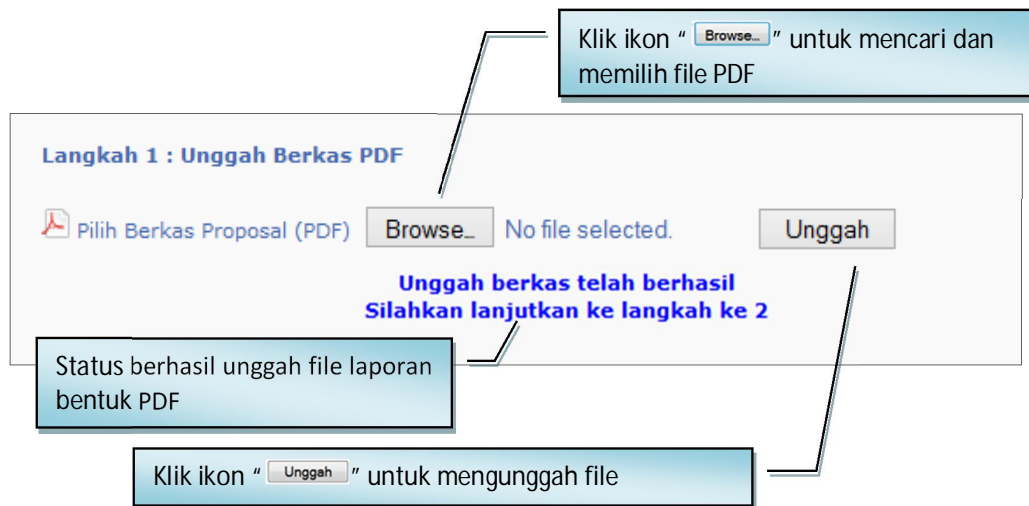 Klik ikon “ Browse... ” untuk mencari dan
memilih file PDF
Langkah 1 : Unggah Berkas PDF
Pilih Berkas Proposal (PDF) Browse... No file selected. Unggah
Unggah berkas telah berhasil
Silahkan lanjutkan ke langkah ke 2
Status berhasil unggah file laporan
bentuk PDF
Klik ikon “ Unggah ” untuk mengunggah file